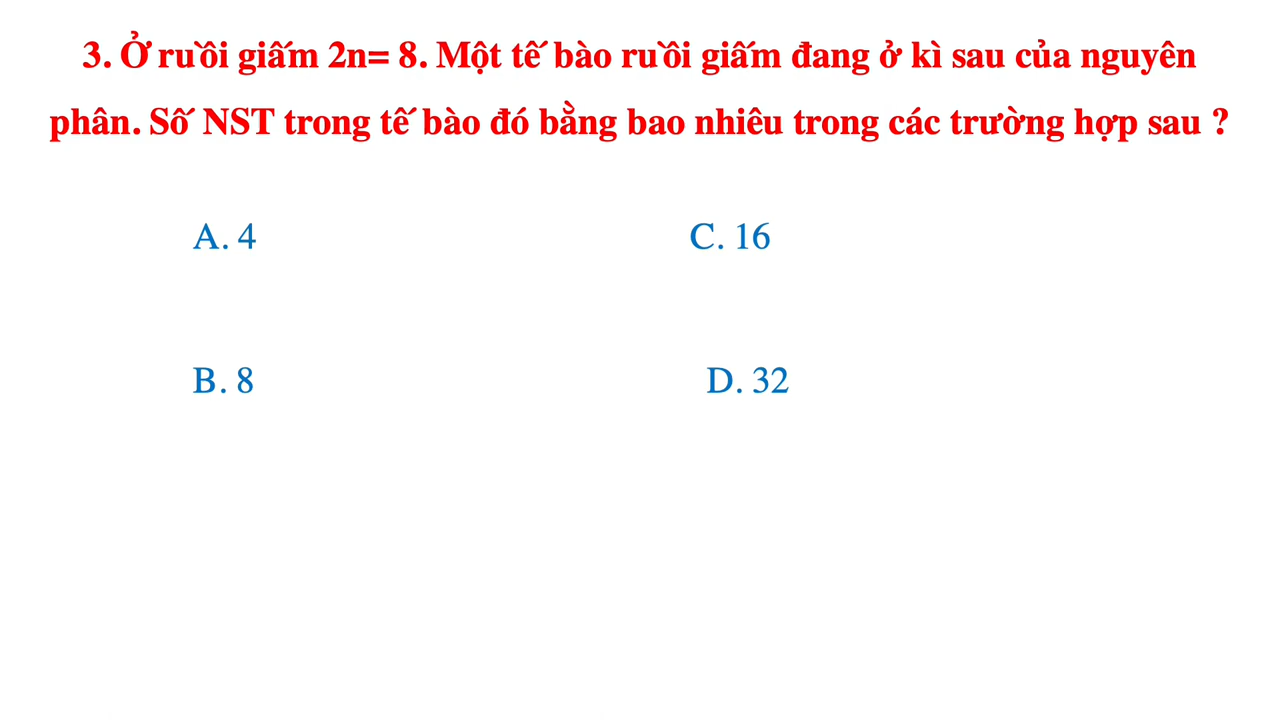 3. Ở ruồi giấm 2n= 8. Một tế bào ruồi giấm đang ở kì sau của nguyên
phân. Số NST trong tế bào đó bằng bao nhiêu trong các trường hợp sau ?
A. 4
C. 16
B. 8
D. 32